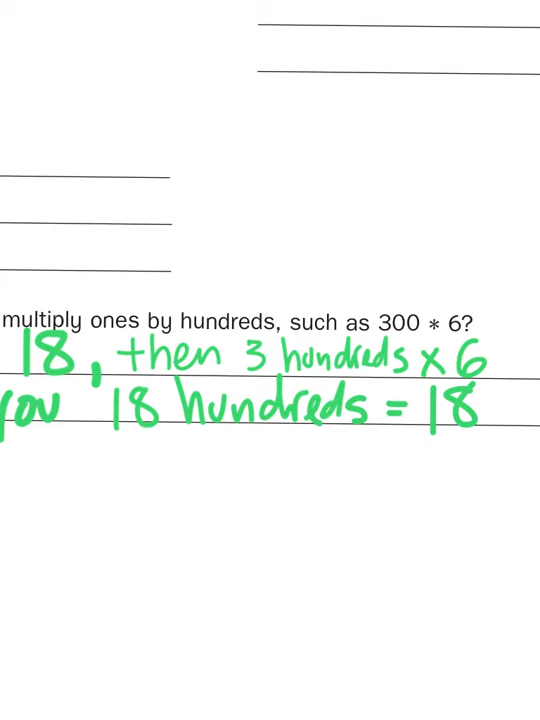 multiply ones by hundreds, such as 300 * 6?
18, then 3 hundreds x 6
you 18 hundreds = 18